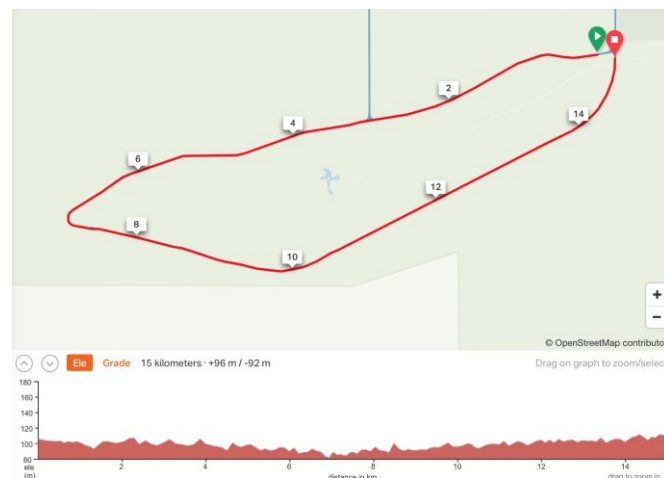 2
14
4
6
12
8
10
+
−
© OpenStreetMap contributo
Ele Grade 15 kilometers · +96 m / -92 m Drag on graph to zoom/selec
180
160
140
120
100
80
ele
(m)
2 4 6 8 10 12 14
distance in km
drag to zoom in